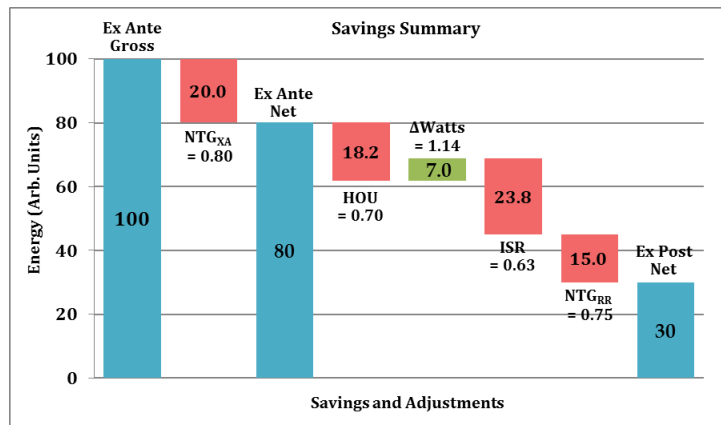 Savings Summary
Ex Ante
Gross
Energy (Arb. Units)
100
80
60
40
20
0
100
20.0
NTGXA
= 0.80
Ex Ante
Net
80
18.2
HOU
= 0.70
ΔWatts
= 1.14
7.0
23.8
ISR
= 0.63
15.0
NTGRR
= 0.75
Ex Post
Net
30
Savings and Adjustments